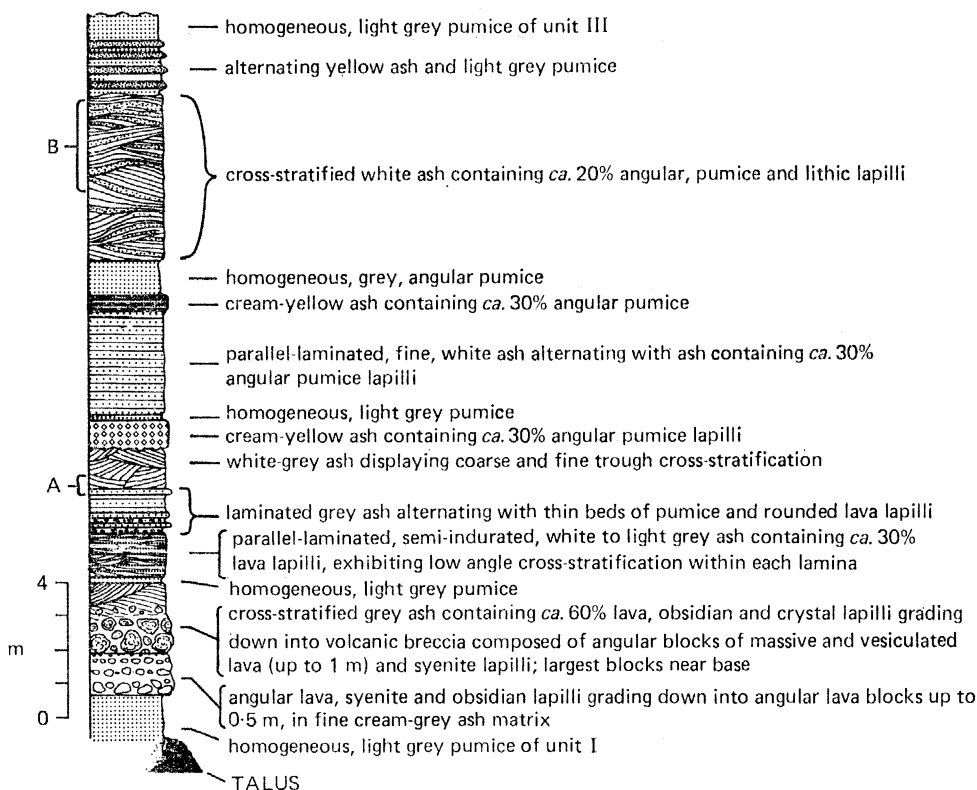 homogeneous, light grey pumice of unit III
alternating yellow ash and light grey pumice
B
cross-stratified white ash containing ca. 20% angular, pumice and lithic lapilli
homogeneous, grey, angular pumice
cream-yellow ash containing ca. 30% angular pumice
parallel-laminated, fine, white ash alternating with ash containing ca. 30%
angular pumice lapilli
homogeneous, light grey pumice
cream-yellow ash containing ca. 30% angular pumice lapilli
white-grey ash displaying coarse and fine trough cross-stratification
A
laminated grey ash alternating with thin beds of pumice and rounded lava lapilli
parallel-laminated, semi-indurated, white to light grey ash containing ca. 30%
lava lapilli, exhibiting low angle cross-stratification within each lamina
4
homogeneous, light grey pumice
cross-stratified grey ash containing ca. 60% lava, obsidian and crystal lapilli grading
m
down into volcanic breccia composed of angular blocks of massive and vesiculated
lava (up to 1 m) and syenite lapilli; largest blocks near base
angular lava, syenite and obsidian lapilli grading down into angular lava blocks up to
0·5 m, in fine cream-grey ash matrix
0
homogeneous, light grey pumice of unit I
TALUS